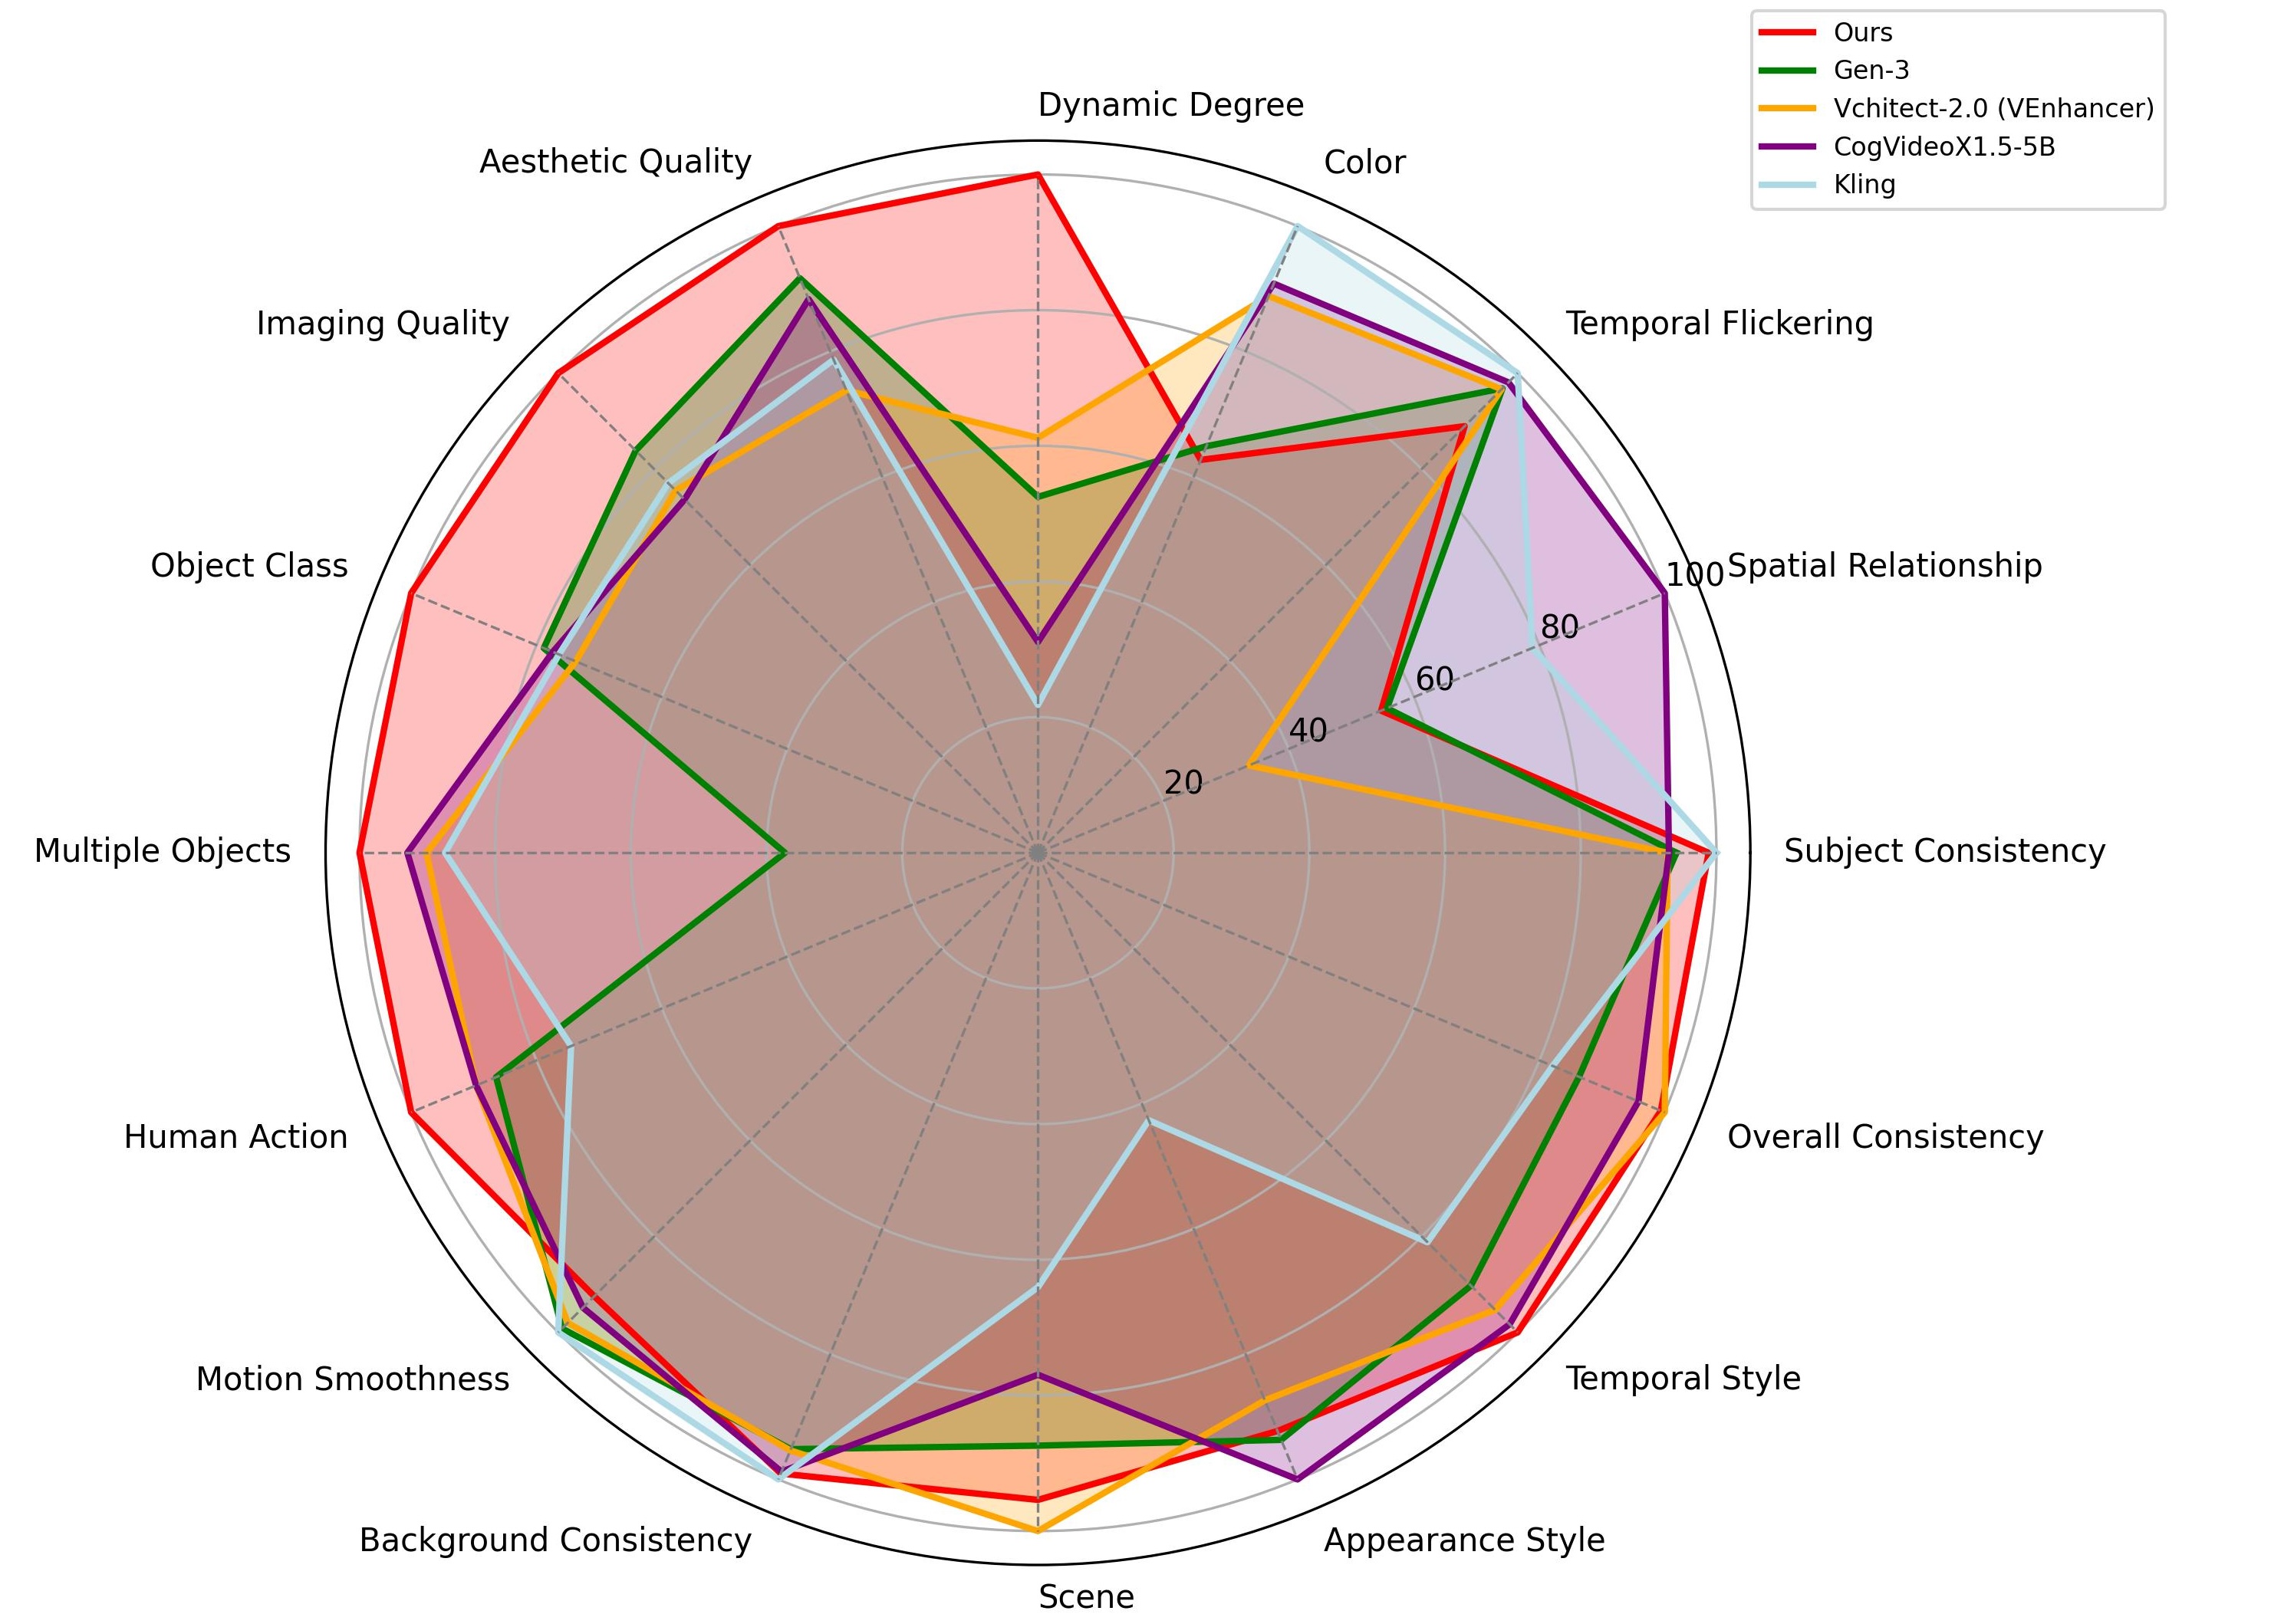 Ours
Gen-3
Vchitect-2.0 (VEnhancer)
CogVideoX1.5-5B
Kling
Dynamic Degree
Aesthetic Quality
Color
Imaging Quality
Temporal Flickering
Object Class
Spatial Relationship
100
80
60
40
20
Multiple Objects
Subject Consistency
Human Action
Overall Consistency
Motion Smoothness
Temporal Style
Background Consistency
Appearance Style
Scene